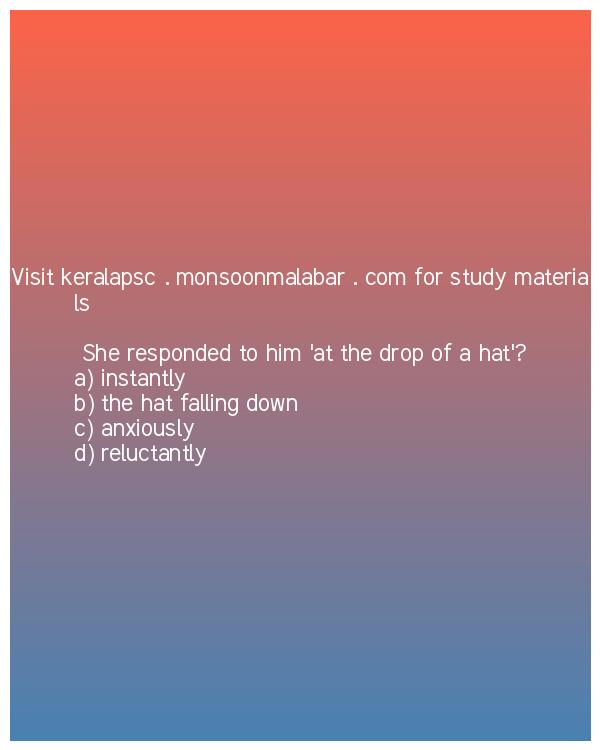 Visit keralapsc . monsoonmalabar . com for study materia
ls
She responded to him 'at the drop of a hat'?
a) instantly
b) the hat falling down
c) anxiously
d) reluctantly